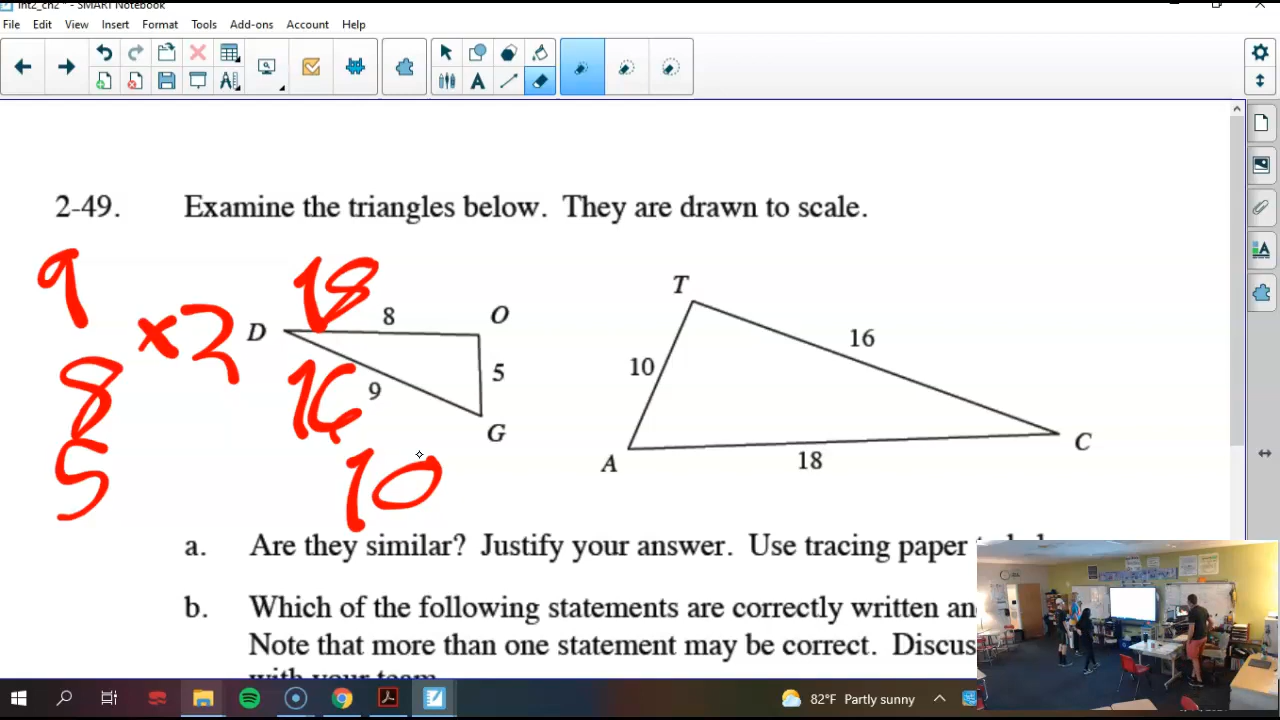 int2_ch2 * - SMART Notebook
File Edit View Insert Format Tools Add-ons Account Help
2-49. Examine the triangles below. They are drawn to scale.
9
8
5
×2
18
16
10
D
8
O
5
9
G
T
10
16
A
18
C
a. Are they similar? Justify your answer. Use tracing paper
b. Which of the following statements are correctly written an
Note that more than one statement may be correct. Discus
with your team
82°F Partly sunny